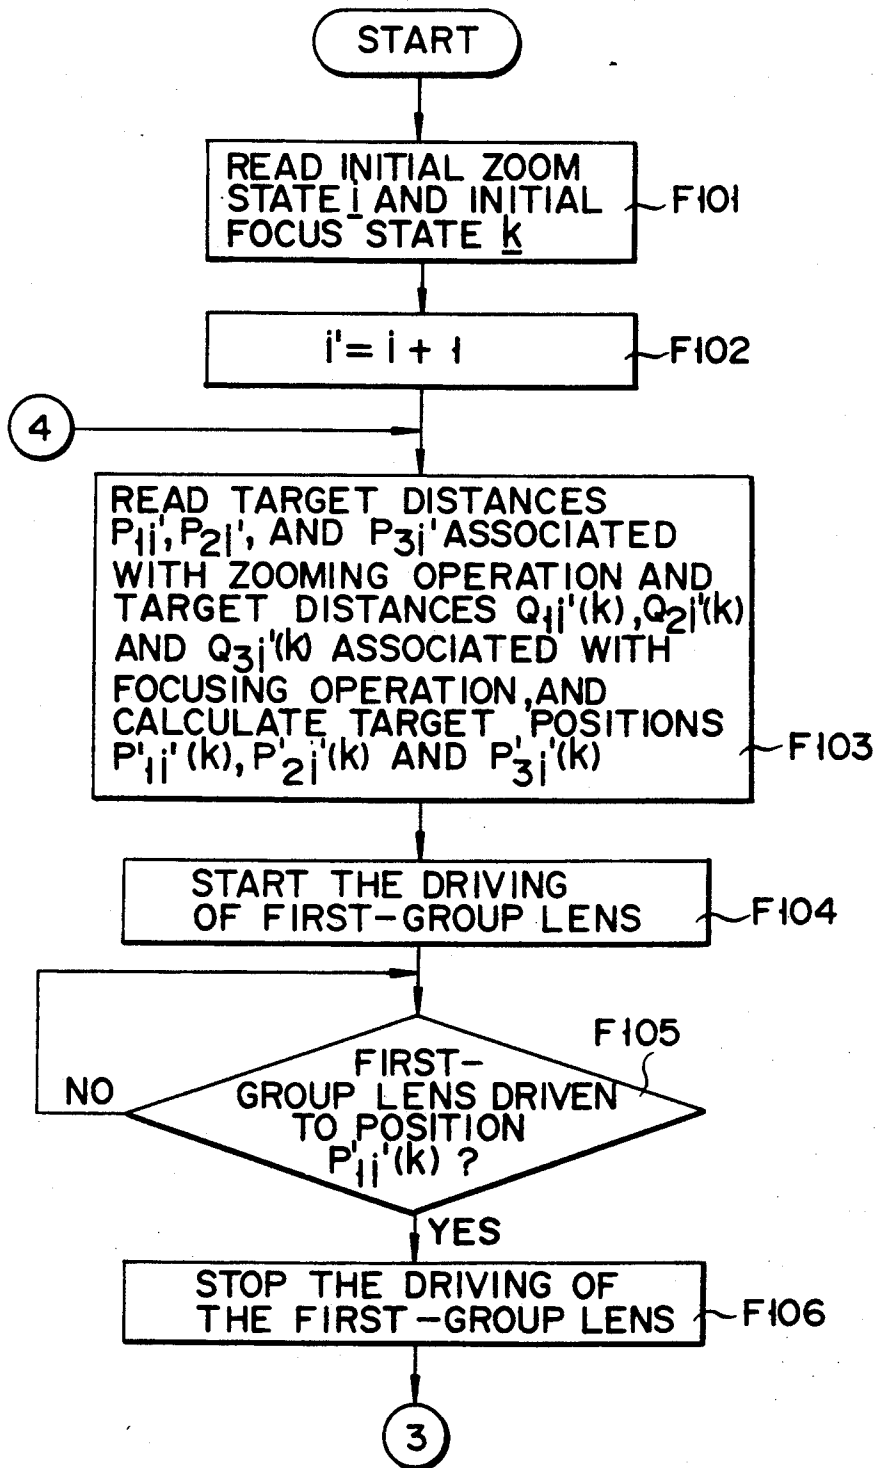 START
READ INITIAL ZOOM
STATE i AND INITIAL
FOCUS STATE k
F101
i' = i + 1
F102
4
READ TARGET DISTANCES
P1i', P2i', AND P3i' ASSOCIATED
WITH ZOOMING OPERATION AND
TARGET DISTANCES Q1i'(k), Q2i'(k)
AND Q3i'(k) ASSOCIATED WITH
FOCUSING OPERATION, AND
CALCULATE TARGET POSITIONS
P'1i'(k), P'2i'(k) AND P'3i'(k)
F103
START THE DRIVING
OF FIRST-GROUP LENS
F104
F105
FIRST-
GROUP LENS DRIVEN
TO POSITION
P'1i'(k) ?
NO
YES
STOP THE DRIVING OF
THE FIRST-GROUP LENS
F106
3